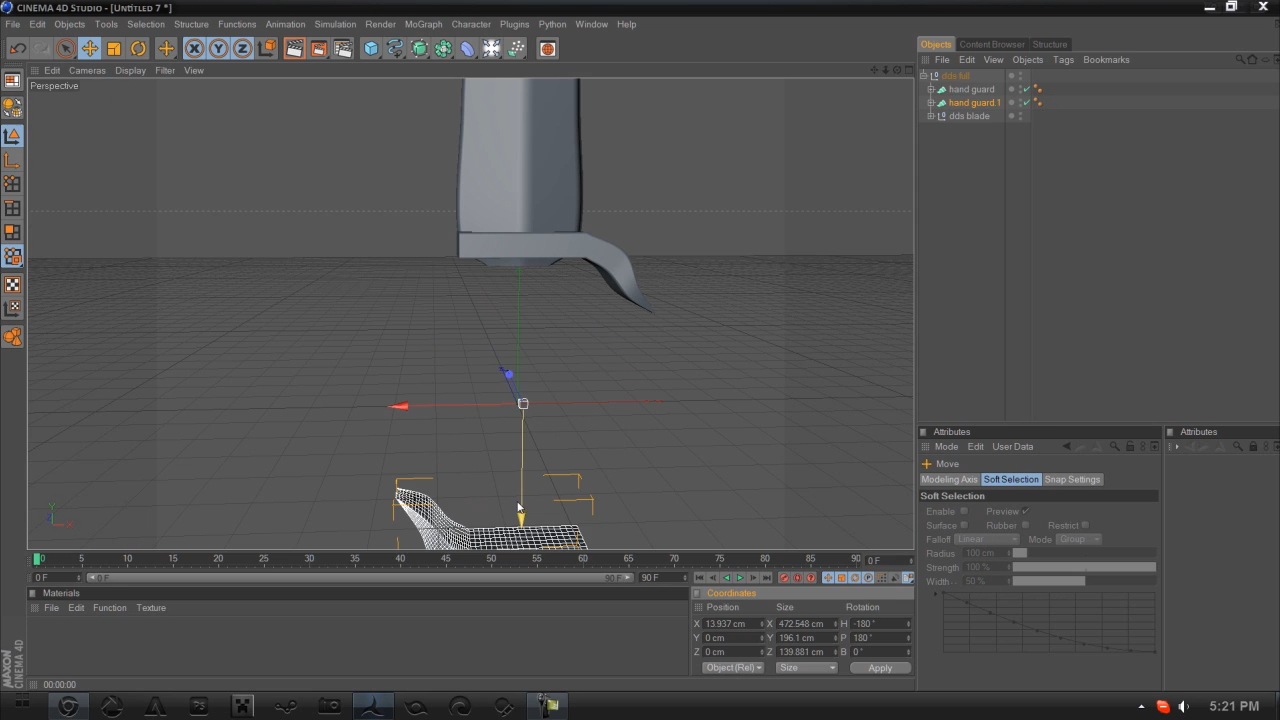 CINEMA 4D Studio - [Untitled 7 *]
File Edit Tools Selection Structure Functions Animation Simulation Render MoGraph Character Plugins Python Window Help
Objects Content Browser Structure
File Edit View Objects Tags Bookmarks
Edit Cameras Display Filter View
dds full
hand guard
hand guard.1
dds blade
Perspective
Attributes
Attributes
Mode Edit User Data
Move
Modeling Axis Soft Selection Snap Settings
Soft Selection
Enable Preview
Surface Rubber Restrict
Falloff Linear Mode Group
Radius 100 cm
Strength 100 %
Width 50 %
Y
X
0 5 10 15 20 25 30 35 40 45 50 55 60 65 70 75 80 85 90 0 F
0 F 0 F 90 F 90 F
Materials
File Edit Function Texture
Coordinates
Position Size Rotation
X 13.937 cm X 472.548 cm H -180 °
Y 0 cm Y 196.1 cm P 180 °
Z 0 cm Z 139.881 cm B 0 °
Object (Rel) Size Apply
MAXON CINEMA 4D
00:00:00
5:21 PM